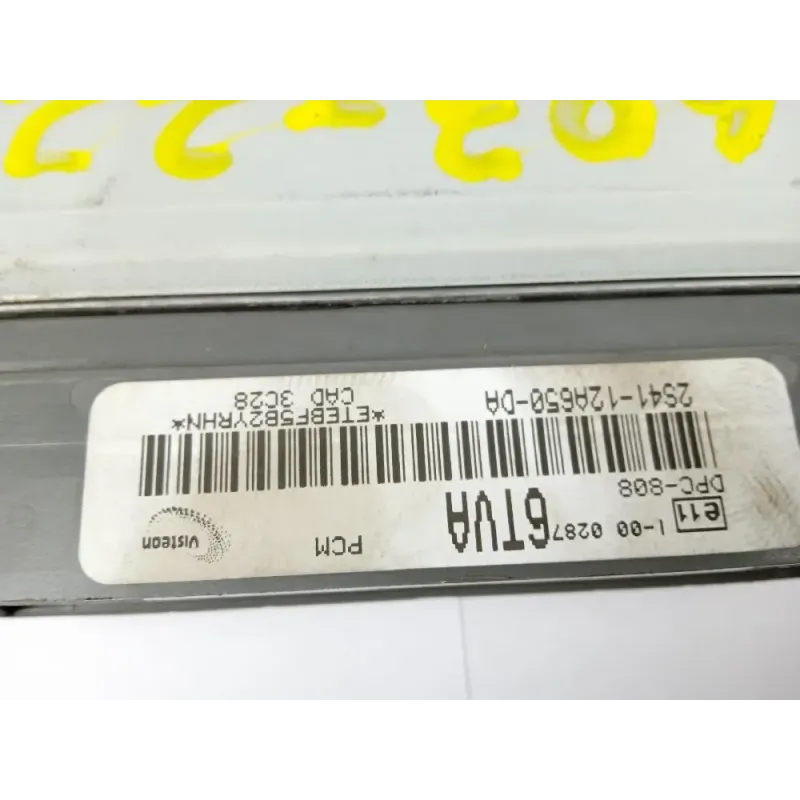 e11 1-00 0287
DPC-808
6TVA
PCM
Visteon
*ETEBF5B2YRHN*
2S41-12A650-DA
CAD 3C28